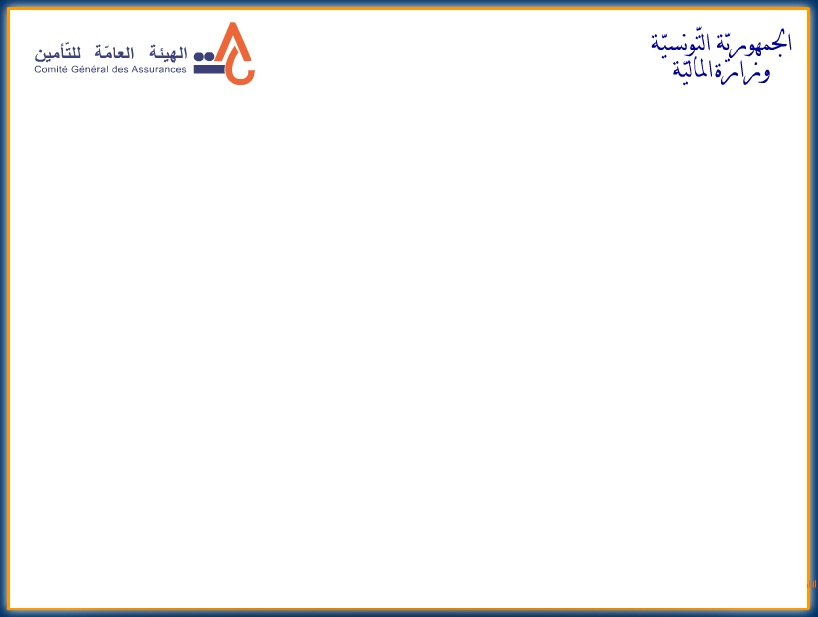 الجمهوريّة التّونسيّة
وزارة الماليّة
الهيئة العامّة للتّأمين
Comité Général des Assurances